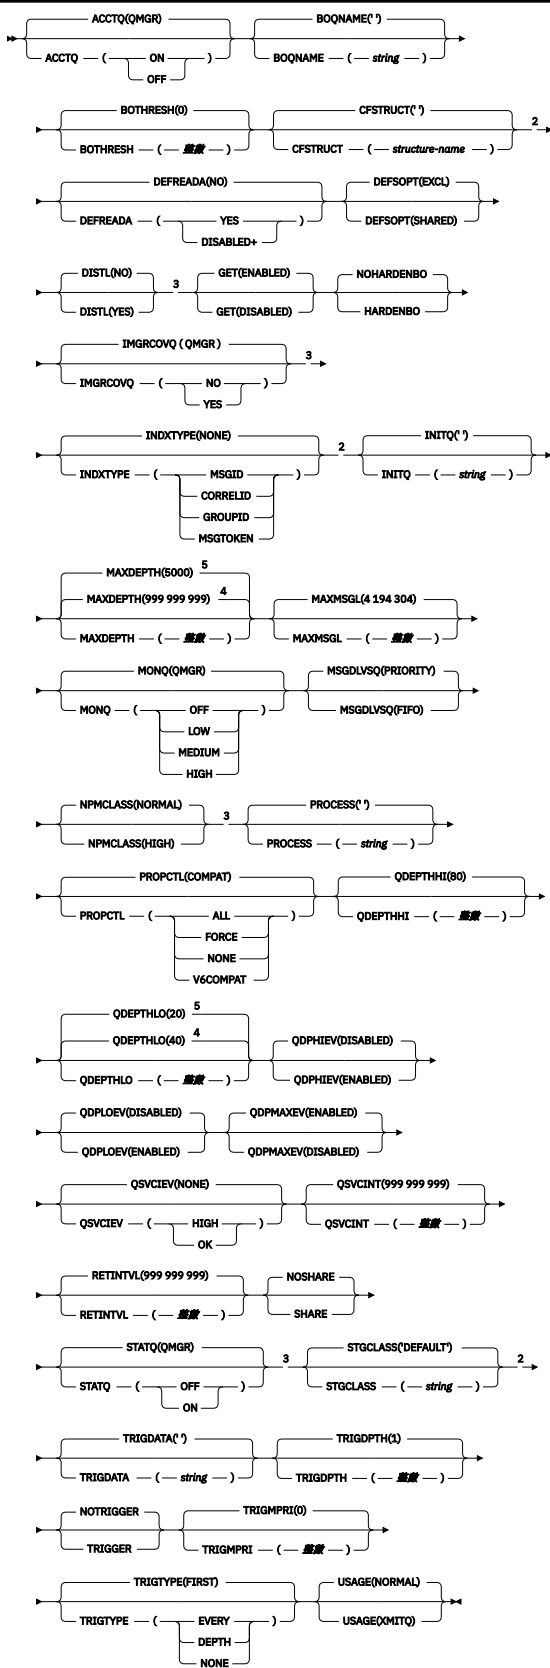 ACCTQ(QMGR) BOQNAME(' ')
ACCTQ ( ON ) BOQNAME ( string )
OFF
BOTHRESH(0) CFSTRUCT(' ') 2
BOTHRESH ( 整數 ) CFSTRUCT ( structure-name )
DEFREADA(NO) DEFSOPT(EXCL)
DEFREADA ( YES ) DEFSOPT(SHARED)
DISABLED+
DISTL(NO) 3 GET(ENABLED) NOHARDENBO
DISTL(YES) GET(DISABLED) HARDENBO
IMGRCOVQ ( QMGR ) 3
IMGRCOVQ ( NO )
YES
INDXTYPE(NONE) 2 INITQ(' ')
INDXTYPE ( MSGID ) INITQ ( string )
CORRELID
GROUPID
MSGTOKEN
MAXDEPTH(5000) 5
MAXDEPTH(999 999 999) 4 MAXMSGL(4 194 304)
MAXDEPTH ( 整數 ) MAXMSGL ( 整數 )
MONQ(QMGR) MSGDLVSQ(PRIORITY)
MONQ ( OFF ) MSGDLVSQ(FIFO)
LOW
MEDIUM
HIGH
NPMCLASS(NORMAL) 3 PROCESS(' ')
NPMCLASS(HIGH) PROCESS ( string )
PROPCTL(COMPAT) QDEPTHHI(80)
PROPCTL ( ALL ) QDEPTHHI ( 整數 )
FORCE
NONE
V6COMPAT
QDEPTHLO(20) 5
QDEPTHLO(40) 4 QDPHIEV(DISABLED)
QDEPTHLO ( 整數 ) QDPHIEV(ENABLED)
QDPLOEV(DISABLED) QDPMAXEV(ENABLED)
QDPLOEV(ENABLED) QDPMAXEV(DISABLED)
QSVCIEV(NONE) QSVCINT(999 999 999)
QSVCIEV ( HIGH ) QSVCINT ( 整數 )
OK
RETINTVL(999 999 999) NOSHARE
RETINTVL ( 整數 ) SHARE
STATQ(QMGR) 3 STGCLASS('DEFAULT') 2
STATQ ( OFF ) STGCLASS ( string )
ON
TRIGDATA(' ') TRIGDPTH(1)
TRIGDATA ( string ) TRIGDPTH ( 整數 )
NOTRIGGER TRIGMPRI(0)
TRIGGER TRIGMPRI ( 整數 )
TRIGTYPE(FIRST) USAGE(NORMAL)
TRIGTYPE ( EVERY ) USAGE(XMITQ)
DEPTH
NONE